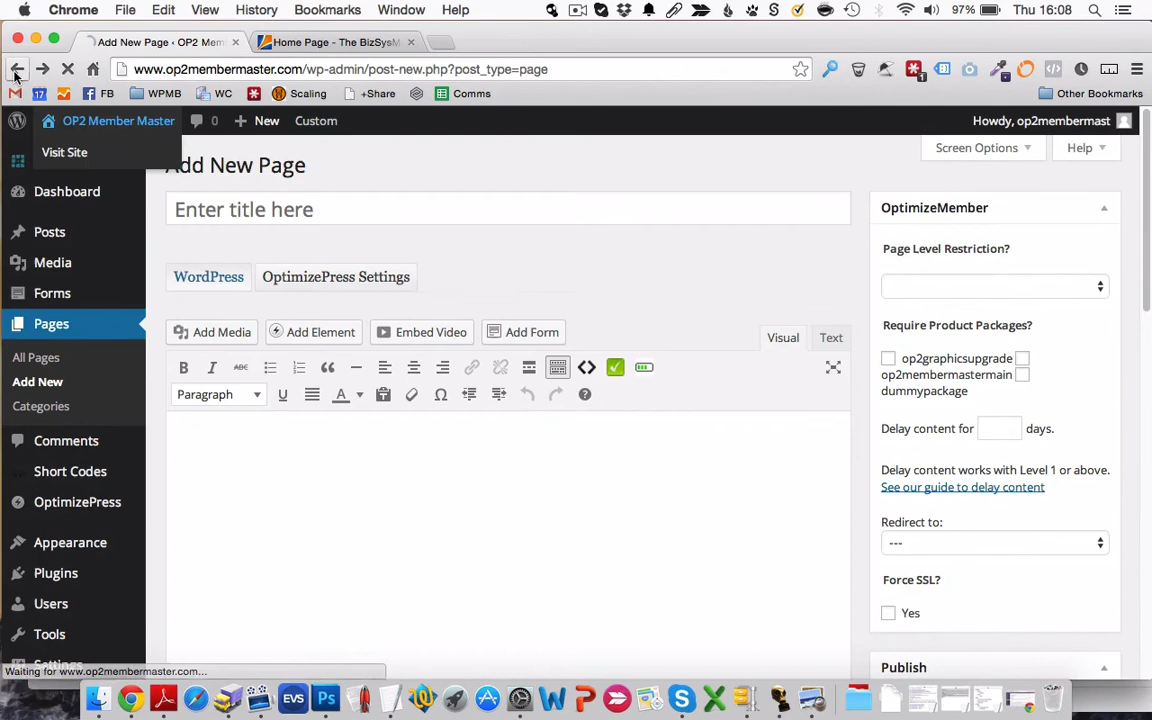 Chrome File Edit View History Bookmarks Window Help 97% Thu 16:08
Add New Page ‹ OP2 Mem Home Page - The BizSysM
www.op2membermaster.com/wp-admin/post-new.php?post_type=page
17 FB WPMB WC Scaling +Share Comms Other Bookmarks
OP2 Member Master 0 + New Custom Howdy, op2membermast
Visit Site
Add New Page
Screen Options Help
Enter title here
WordPress OptimizePress Settings
Add Media Add Element Embed Video Add Form
Visual Text
B I ABC
Paragraph U A Ω
Dashboard
Posts
Media
Forms
Pages
All Pages
Add New
Categories
Comments
Short Codes
OptimizePress
Appearance
Plugins
Users
Tools
Settings
OptimizeMember
Page Level Restriction?
Require Product Packages?
op2graphicsupgrade
op2membermastermain
dummypackage
Delay content for days.
Delay content works with Level 1 or above.
See our guide to delay content
Redirect to:
---
Force SSL?
Yes
Publish
Waiting for www.op2membermaster.com...
EVS Ps W P S X